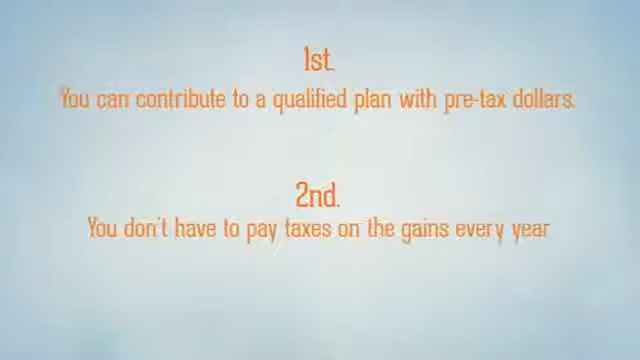 1st.
You can contribute to a qualified plan with pre-tax dollars.
2nd.
You don't have to pay taxes on the gains every year